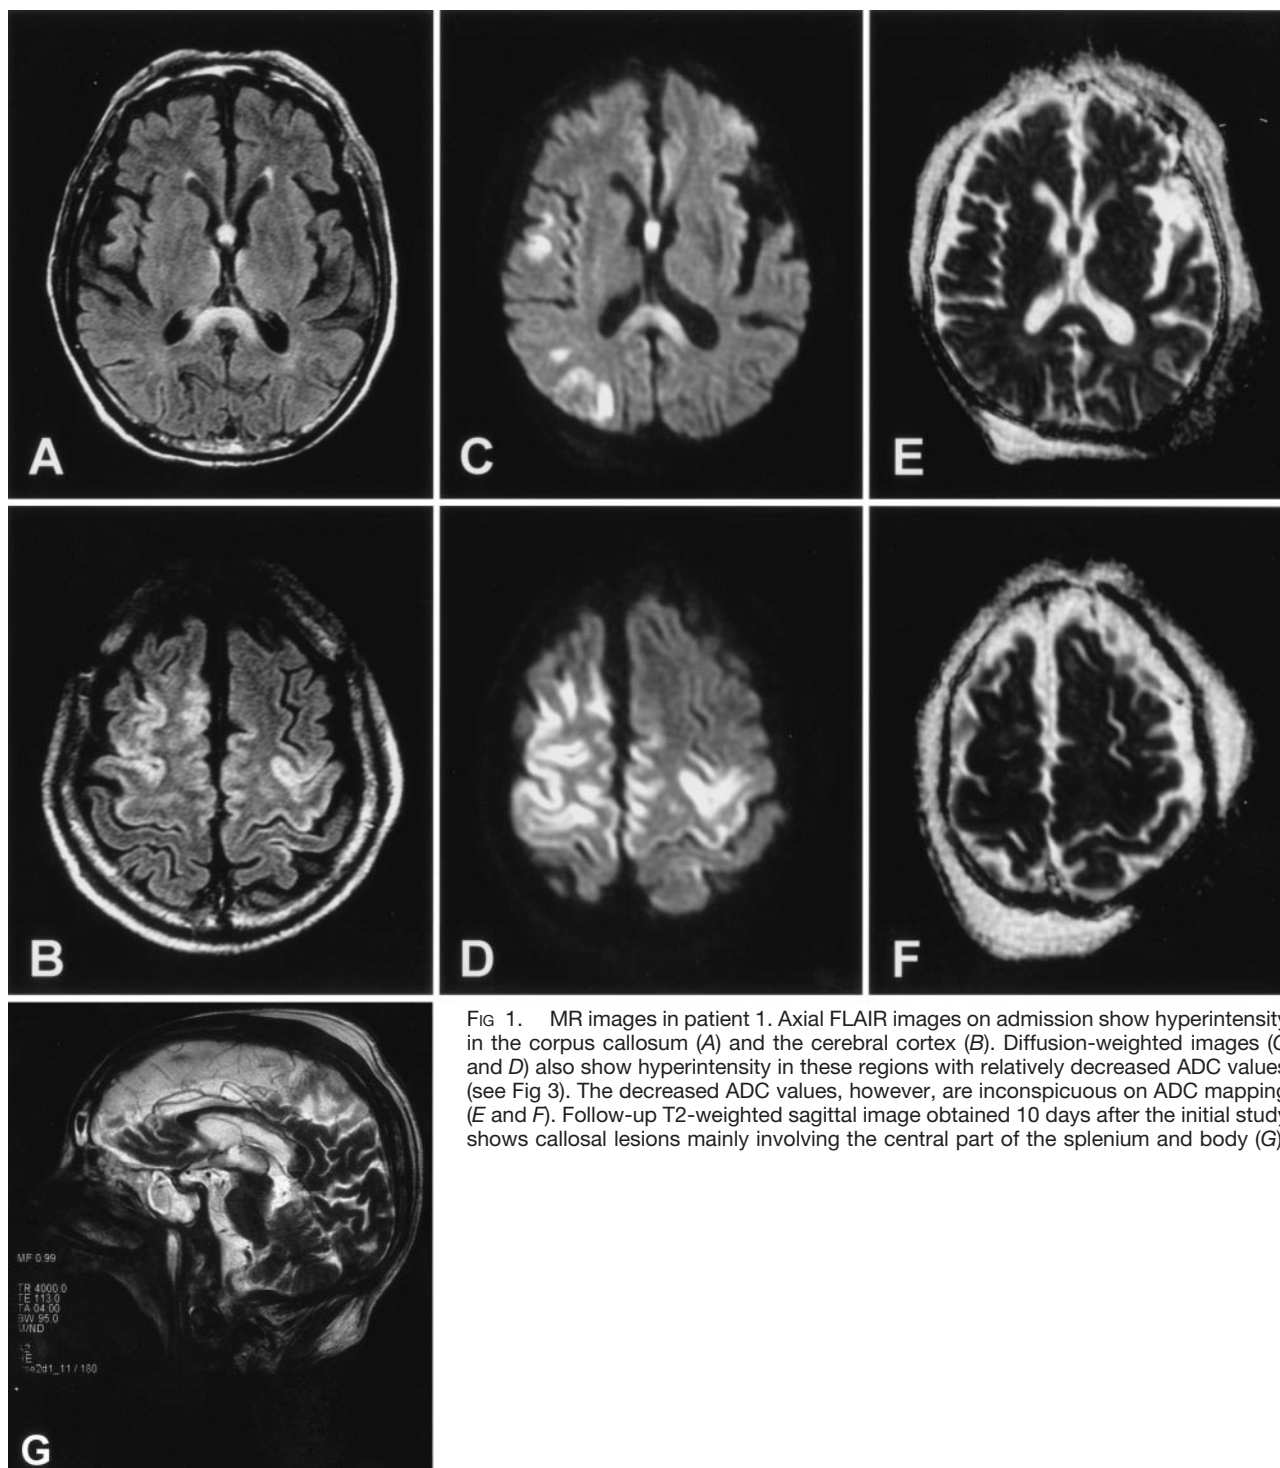 A
C
E
B
D
F
FIG 1. MR images in patient 1. Axial FLAIR images on admission show hyperintensity
in the corpus callosum (A) and the cerebral cortex (B). Diffusion-weighted images (C
and D) also show hyperintensity in these regions with relatively decreased ADC values
(see Fig 3). The decreased ADC values, however, are inconspicuous on ADC mapping
(E and F). Follow-up T2-weighted sagittal image obtained 10 days after the initial study
shows callosal lesions mainly involving the central part of the splenium and body (G)
MF 0.99
TR 4000.0
TE 113.0
TA 04:00
BW 95.0
G